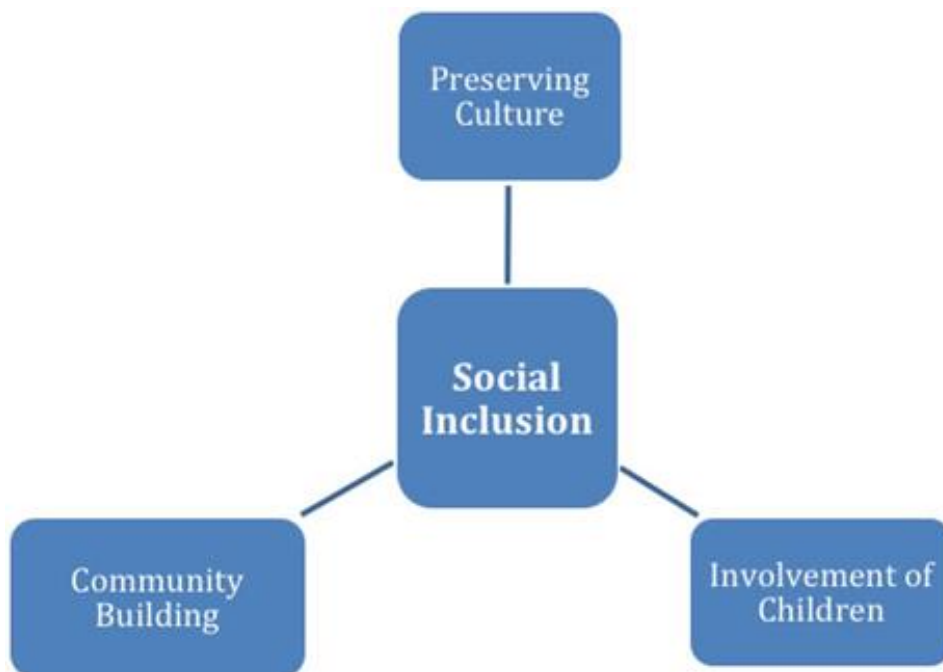 Preserving
Culture
Social
Inclusion
Community
Building
Involvement of
Children